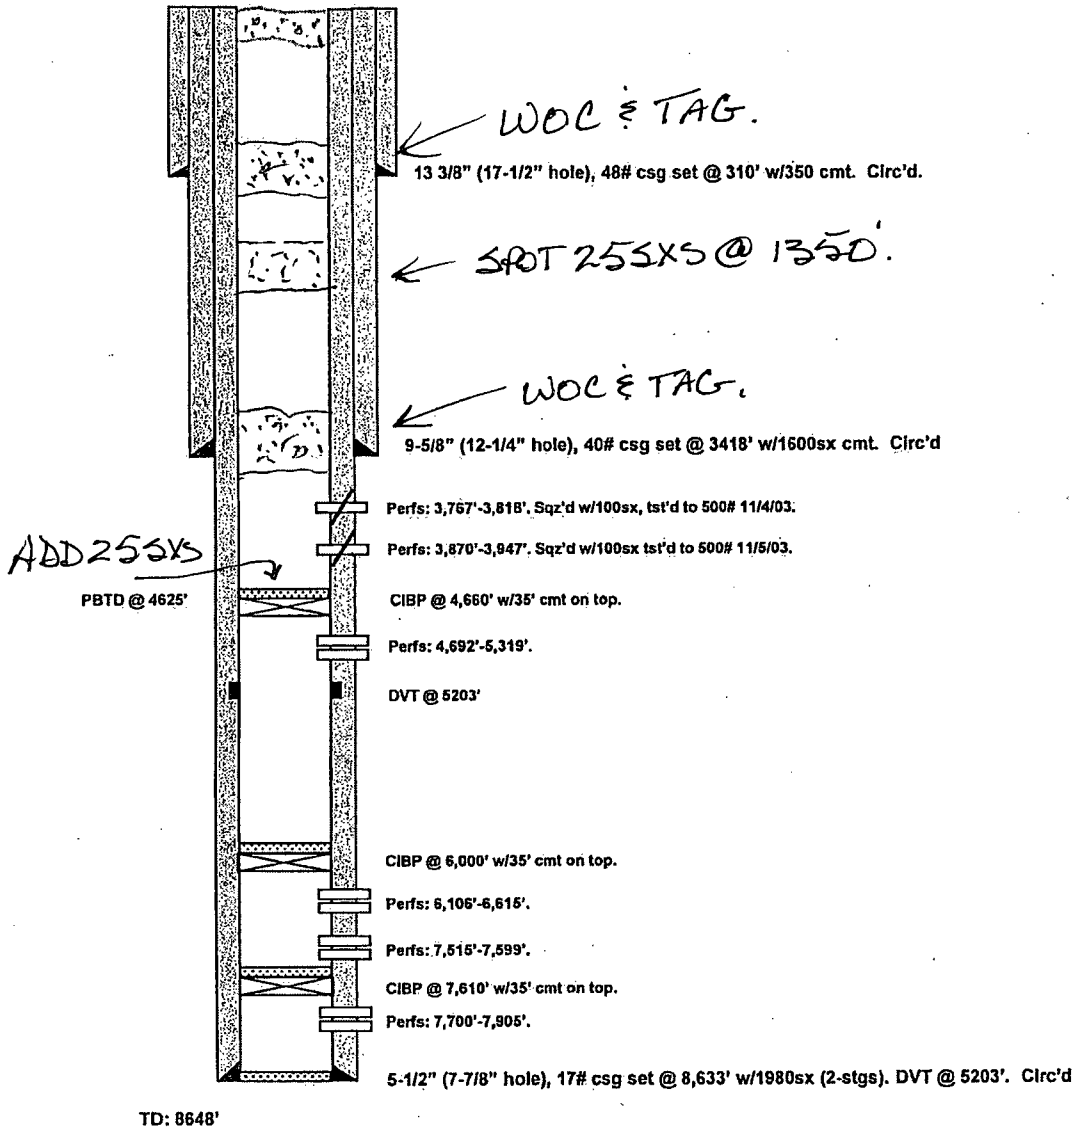 WOC & TAG.
13 3/8" (17-1/2" hole), 48# csg set @ 310' w/350 cmt. Circ'd.
SPOT 25SXS @ 1350'.
WOC & TAG.
9-5/8" (12-1/4" hole), 40# csg set @ 3418' w/1600sx cmt. Circ'd
Perfs: 3,767'-3,818'. Sqz'd w/100sx, tst'd to 500# 11/4/03.
ADD 25SXS
Perfs: 3,870'-3,947'. Sqz'd w/100sx tst'd to 500# 11/5/03.
PBTD @ 4625'
CIBP @ 4,660' w/35' cmt on top.
Perfs: 4,692'-5,319'.
DVT @ 5203'
CIBP @ 6,000' w/35' cmt on top.
Perfs: 6,106'-6,615'.
Perfs: 7,515'-7,599'.
CIBP @ 7,610' w/35' cmt on top.
Perfs: 7,700'-7,905'.
5-1/2" (7-7/8" hole), 17# csg set @ 8,633' w/1980sx (2-stgs). DVT @ 5203'. Circ'd
TD: 8648'